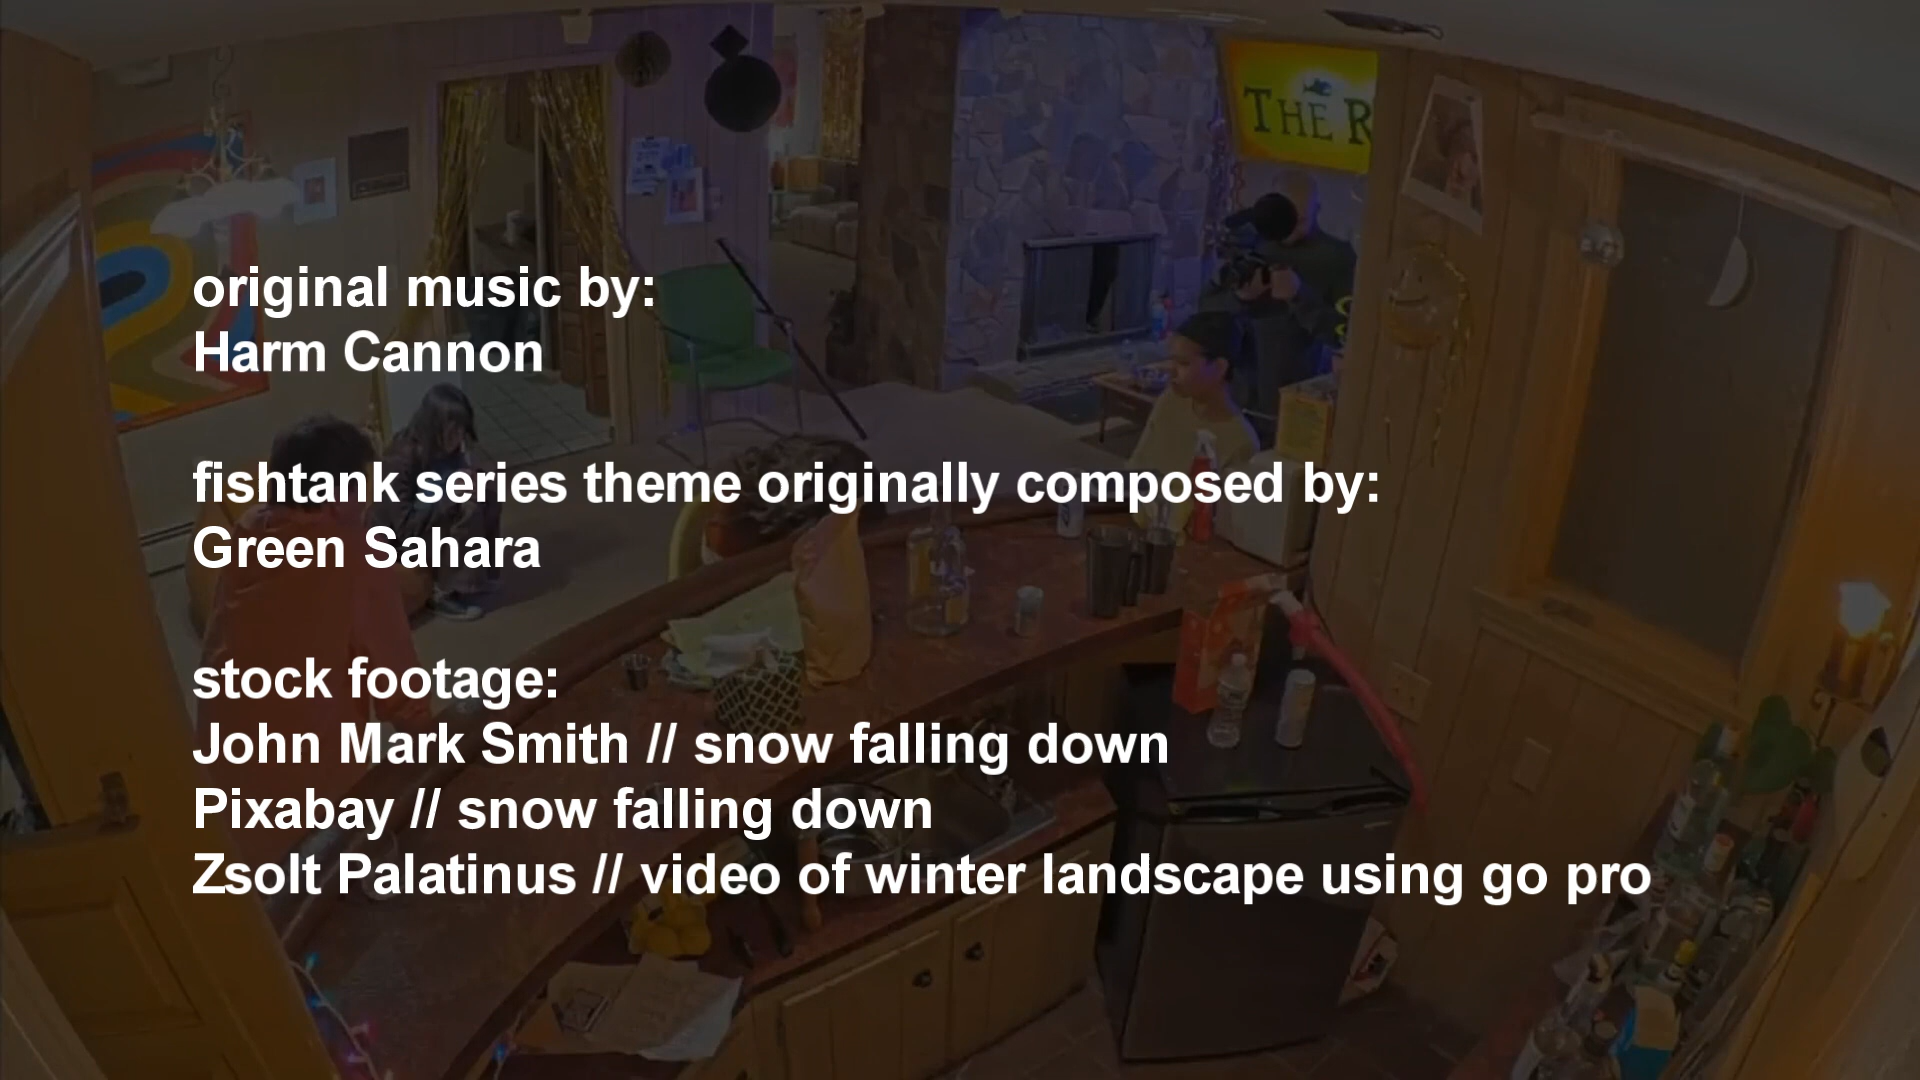 THE R
original music by:
Harm Cannon
fishtank series theme originally composed by:
Green Sahara
stock footage:
John Mark Smith // snow falling down
Pixabay // snow falling down
Zsolt Palatinus // video of winter landscape using go pro